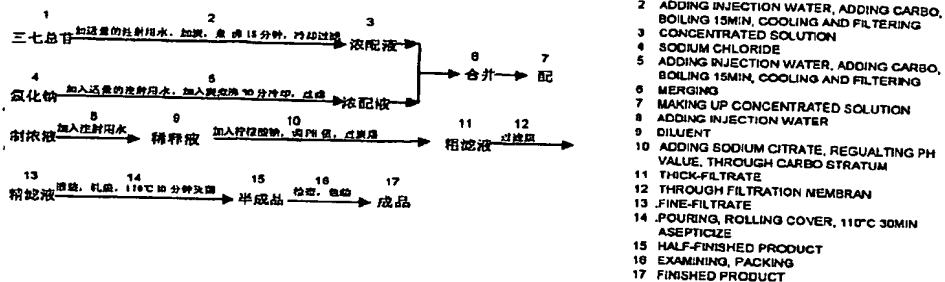 1 2 3
三七总苷 加适量的注射用水, 加炭, 煮沸15分钟, 冷却过滤 浓配液
6 7
合并 配
4 5
氯化钠 加入适量的注射用水, 加入炭 分冷却, 过滤 浓配液
8 9 10 11 12
制浓液 加入注射用水 稀释液 加入柠檬酸钠, 调PH值, 过炭层 粗滤液 过滤膜
13 14 15 16 17
精滤液 灌装, 轧盖, 110℃ 分钟灭菌 半成品 检查, 包装 成品
2 ADDING INJECTION WATER, ADDING CARBO,
BOILING 15MIN, COOLING AND FILTERING
3 CONCENTRATED SOLUTION
4 SODIUM CHLORIDE
5 ADDING INJECTION WATER, ADDING CARBO,
BOILING 15MIN, COOLING AND FILTERING
6 MERGING
7 MAKING UP CONCENTRATED SOLUTION
8 ADDING INJECTION WATER
9 DILUENT
10 ADDING SODIUM CITRATE, REGUALTING PH
VALUE, THROUGH CARBO STRATUM
11 THICK-FILTRATE
12 THROUGH FILTRATION MEMBRAN
13 .FINE-FILTRATE
14 .POURING, ROLLING COVER, 110℃ 30MIN
ASEPTICIZE
15 HALF-FINISHED PRODUCT
16 EXAMINING, PACKING
17 FINISHED PRODUCT